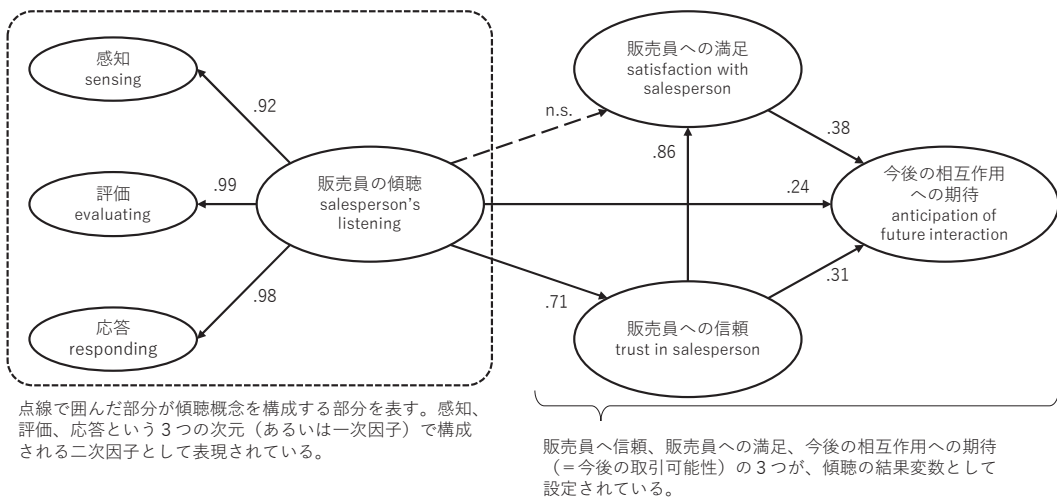 感知
sensing
.92
評価
evaluating
.99
応答
responding
.98
販売員の傾聴
salesperson's
listening
n.s.
販売員への満足
satisfaction with
salesperson
.86
.38
.24
今後の相互作用
への期待
anticipation of
future interaction
.71
.31
販売員への信頼
trust in salesperson
点線で囲んだ部分が傾聴概念を構成する部分を表す。感知、
評価、応答という３つの次元（あるいは一次因子）で構成
される二次因子として表現されている。
販売員へ信頼、販売員への満足、今後の相互作用への期待
（＝今後の取引可能性）の３つが、傾聴の結果変数として
設定されている。